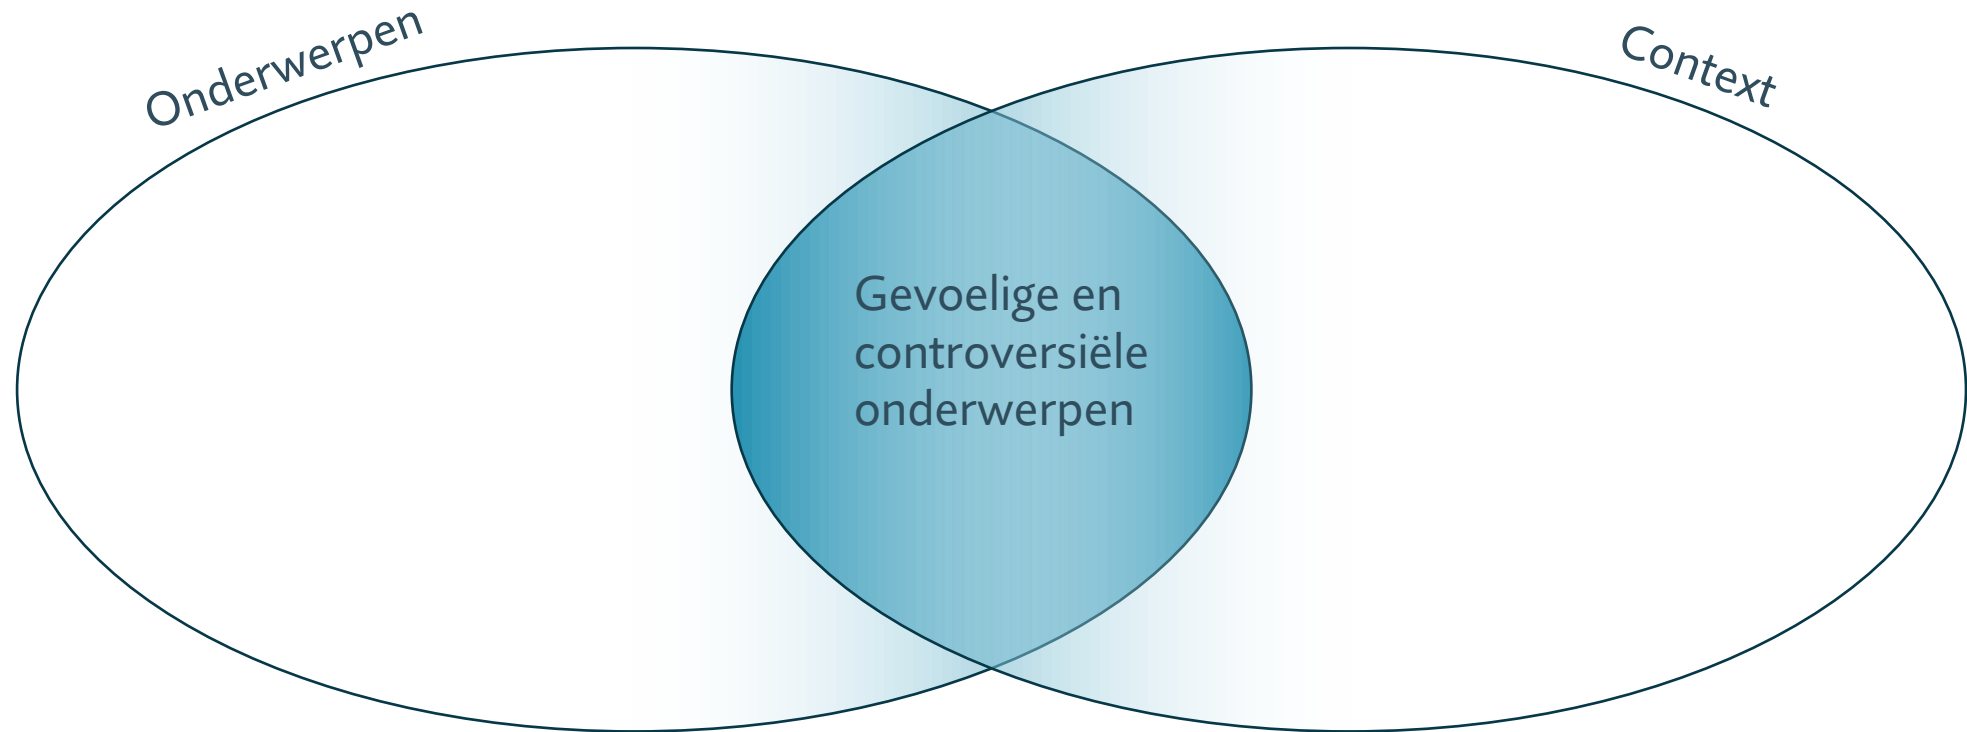 Onderwerpen
Context
Gevoelige en
controversiële
onderwerpen